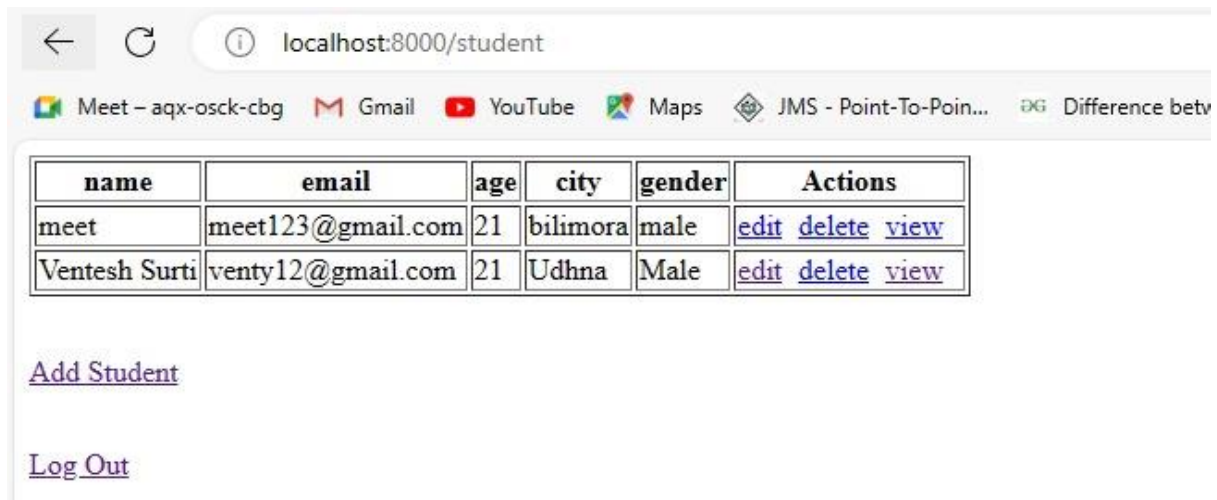 localhost:8000/student
Meet – aqx-osck-cbg Gmail YouTube Maps JMS - Point-To-Poin... Difference betw
name email age city gender Actions
meet meet123@gmail.com 21 bilimora male edit delete view
Ventesh Surti venty12@gmail.com 21 Udhna Male edit delete view
Add Student
Log Out